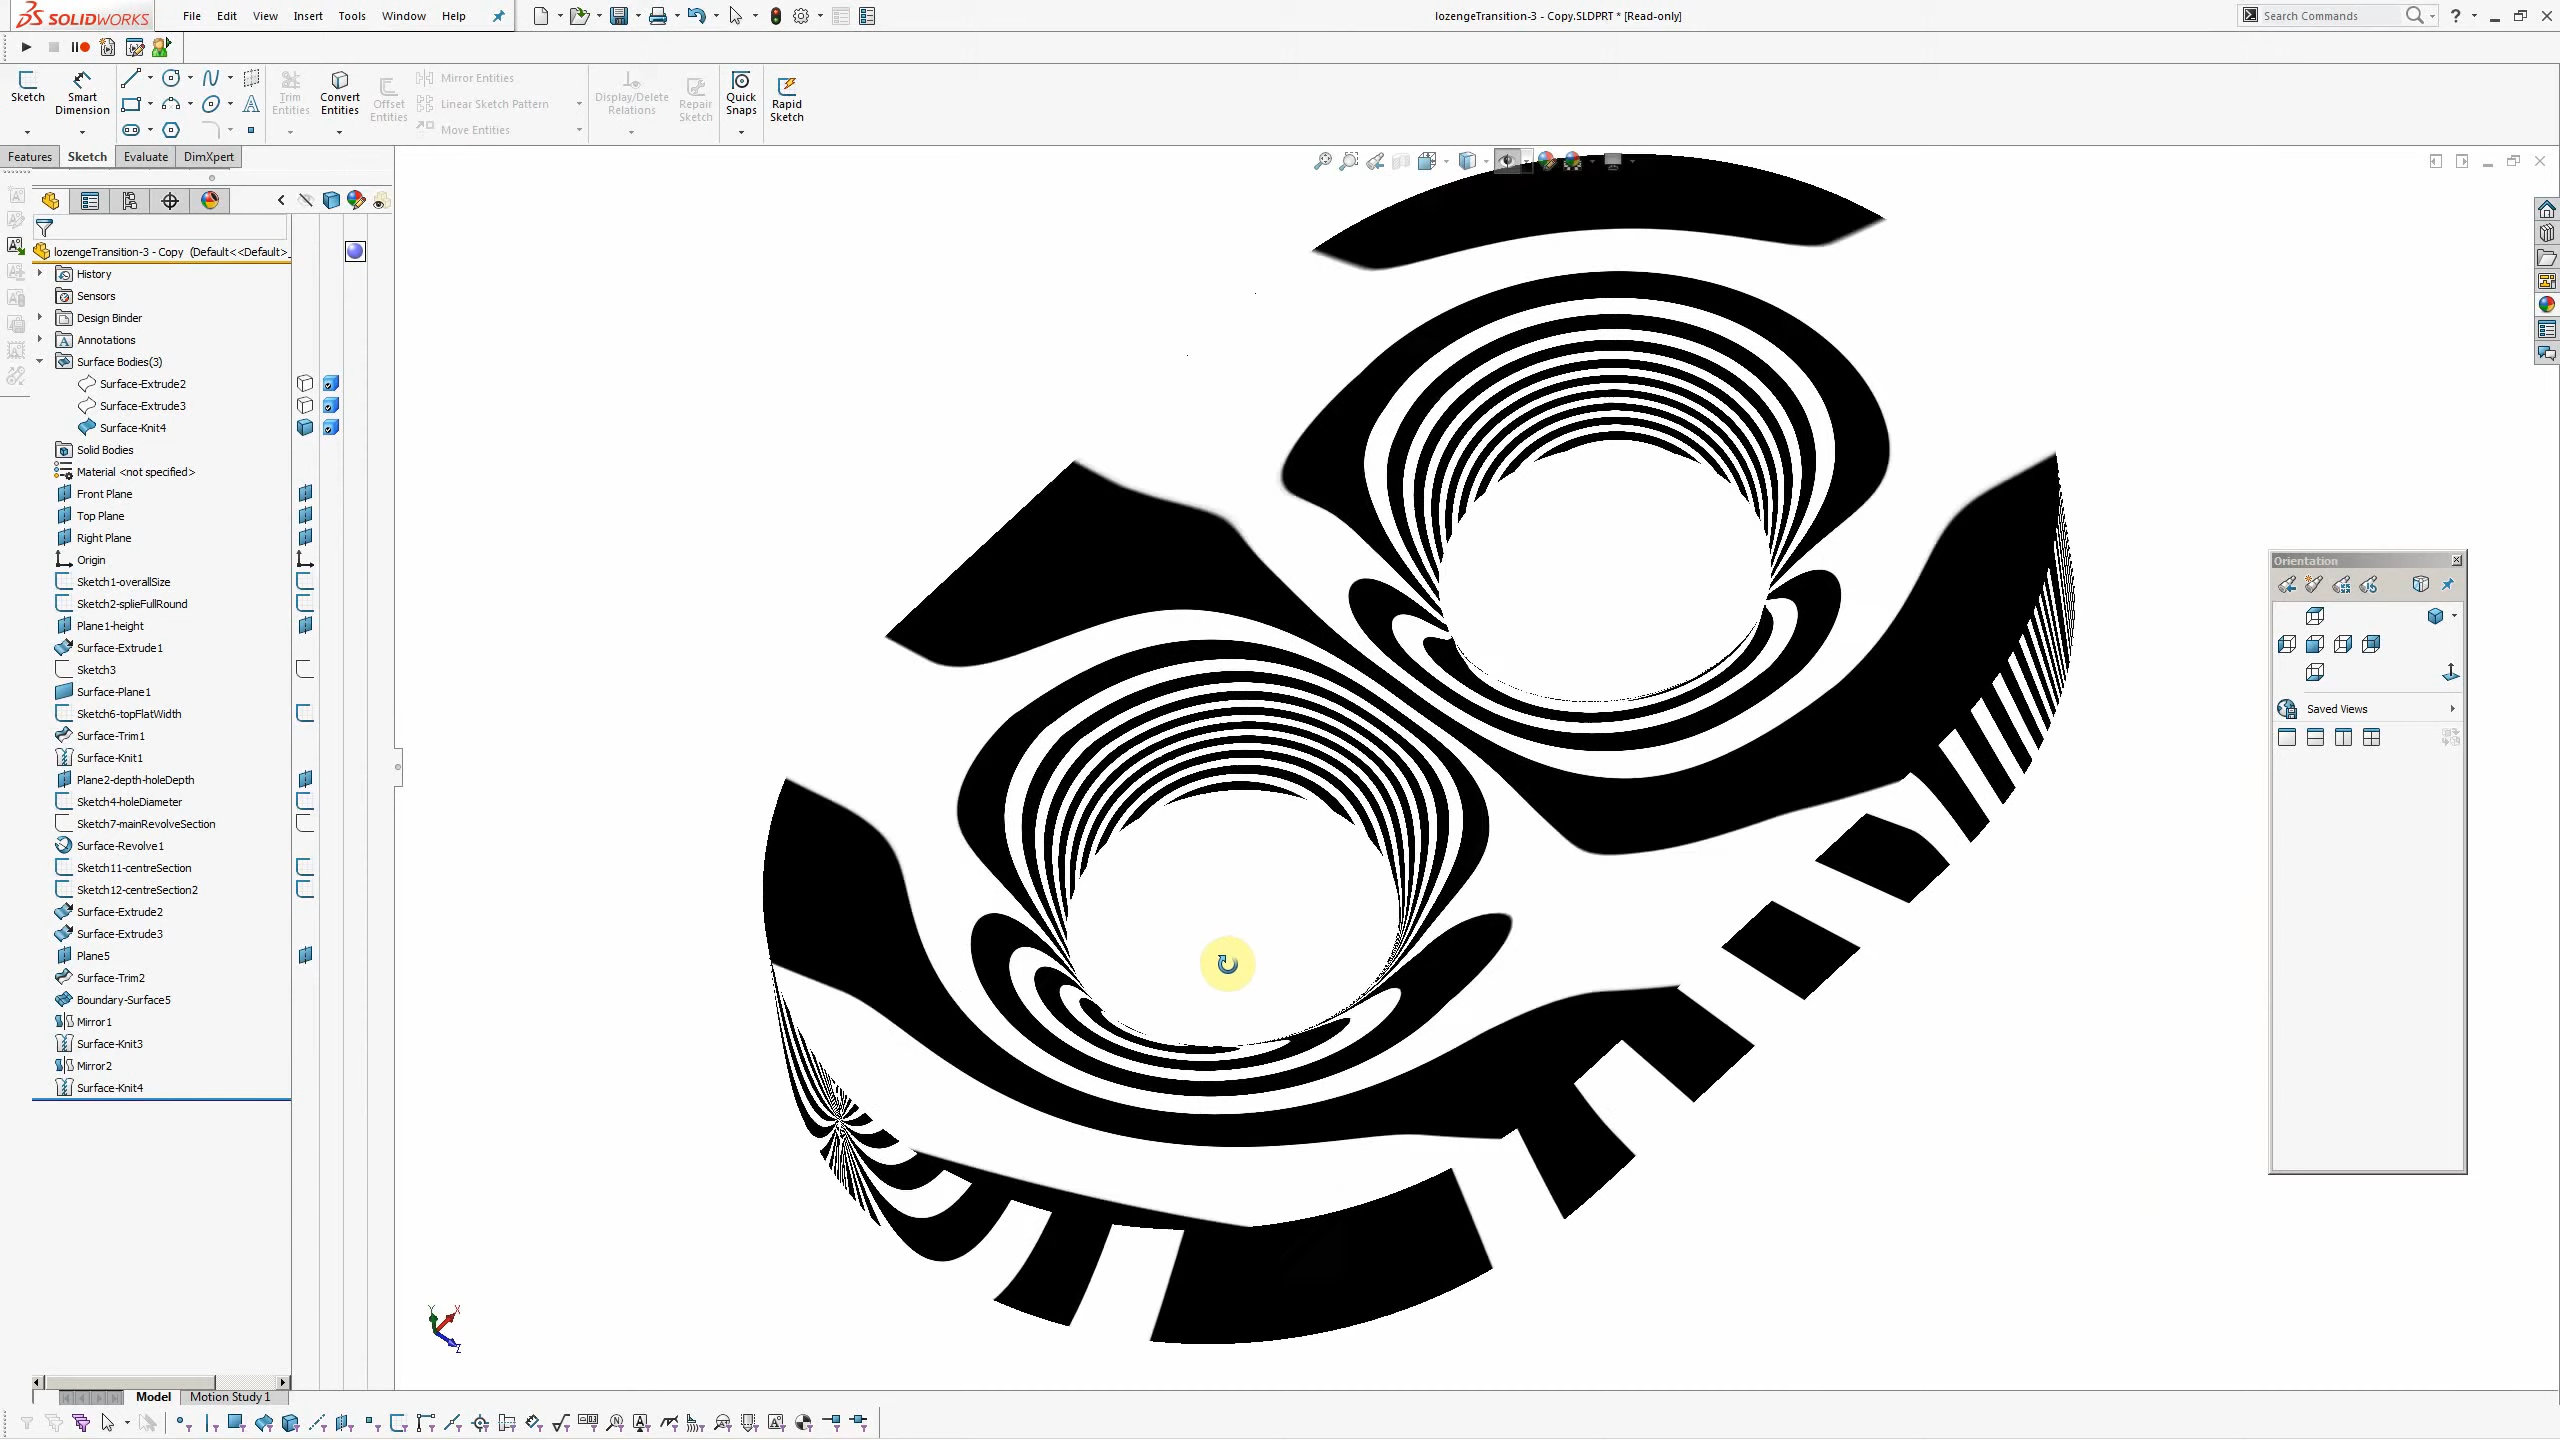 SOLIDWORKS
File Edit View Insert Tools Window Help
lozengeTransition-3 - Copy.SLDPRT * [Read-only]
Search Commands
Sketch
Smart Dimension
Trim Entities
Convert Entities
Offset Entities
Mirror Entities
Linear Sketch Pattern
Move Entities
Display/Delete Relations
Repair Sketch
Quick Snaps
Rapid Sketch
Features Sketch Evaluate DimXpert
lozengeTransition-3 - Copy (Default<<Default>_
History
Sensors
Design Binder
Annotations
Surface Bodies(3)
Surface-Extrude2
Surface-Extrude3
Surface-Knit4
Solid Bodies
Material <not specified>
Front Plane
Top Plane
Right Plane
Origin
Sketch1-overallSize
Sketch2-splieFullRound
Plane1-height
Surface-Extrude1
Sketch3
Surface-Plane1
Sketch6-topFlatWidth
Surface-Trim1
Surface-Knit1
Plane2-depth-holeDepth
Sketch4-holeDiameter
Sketch7-mainRevolveSection
Surface-Revolve1
Sketch11-centreSection
Sketch12-centreSection2
Surface-Extrude2
Surface-Extrude3
Plane5
Surface-Trim2
Boundary-Surface5
Mirror1
Surface-Knit3
Mirror2
Surface-Knit4
Orientation
Saved Views
Y X
Z
Model Motion Study 1